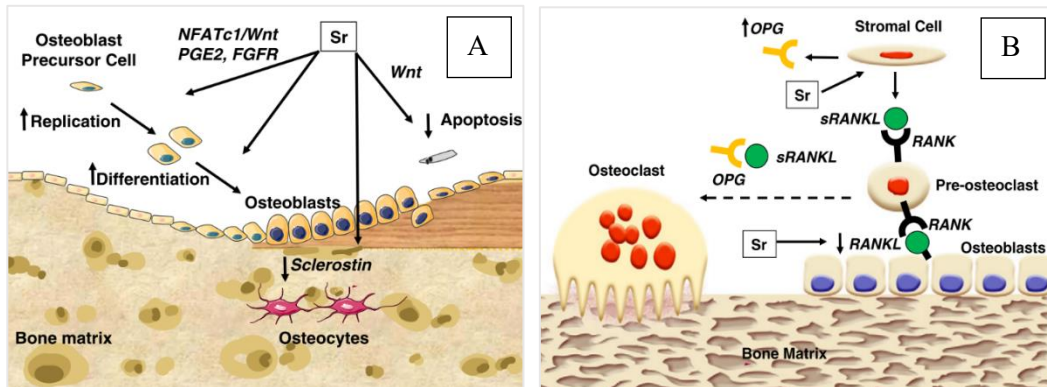 A
Sr
NFATc1/Wnt
PGE2, FGFR
Osteoblast
Precursor Cell
Wnt
Replication
Apoptosis
Differentiation
Osteoblasts
Sclerostin
Bone matrix
Osteocytes
B
OPG
Stromal Cell
Sr
sRANKL
RANK
sRANKL
OPG
Osteoclast
Pre-osteoclast
RANK
Sr
RANKL
Osteoblasts
Bone Matrix